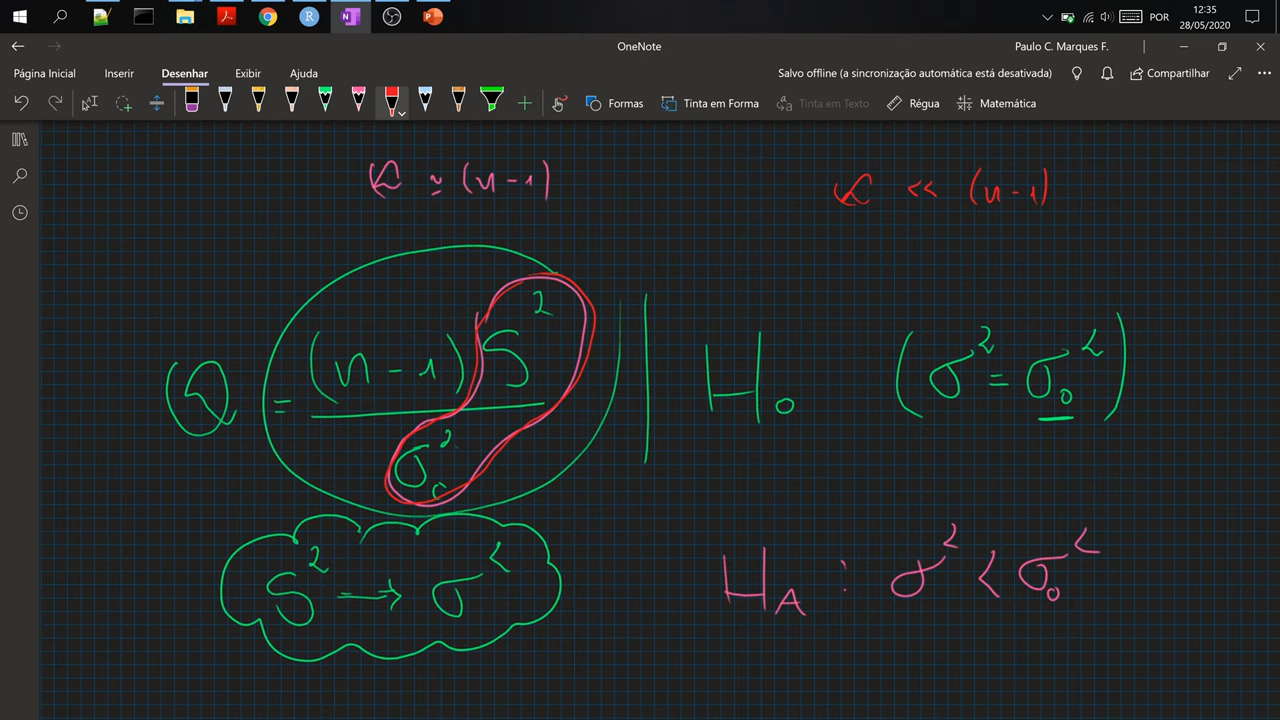 POR
12:35
28/05/2020
OneNote
Paulo C. Marques F.
Página Inicial Inserir Desenhar Exibir Ajuda
Salvo offline (a sincronização automática está desativada)
Compartilhar
Formas Tinta em Forma Tinta em Texto Régua Matemática
Q ≃ (n-1)
Q << (n-1)
Q = (n-1) S² / σ₀² | H₀ (σ² = σ₀²)
S² → σ²
H_A : σ² < σ₀²